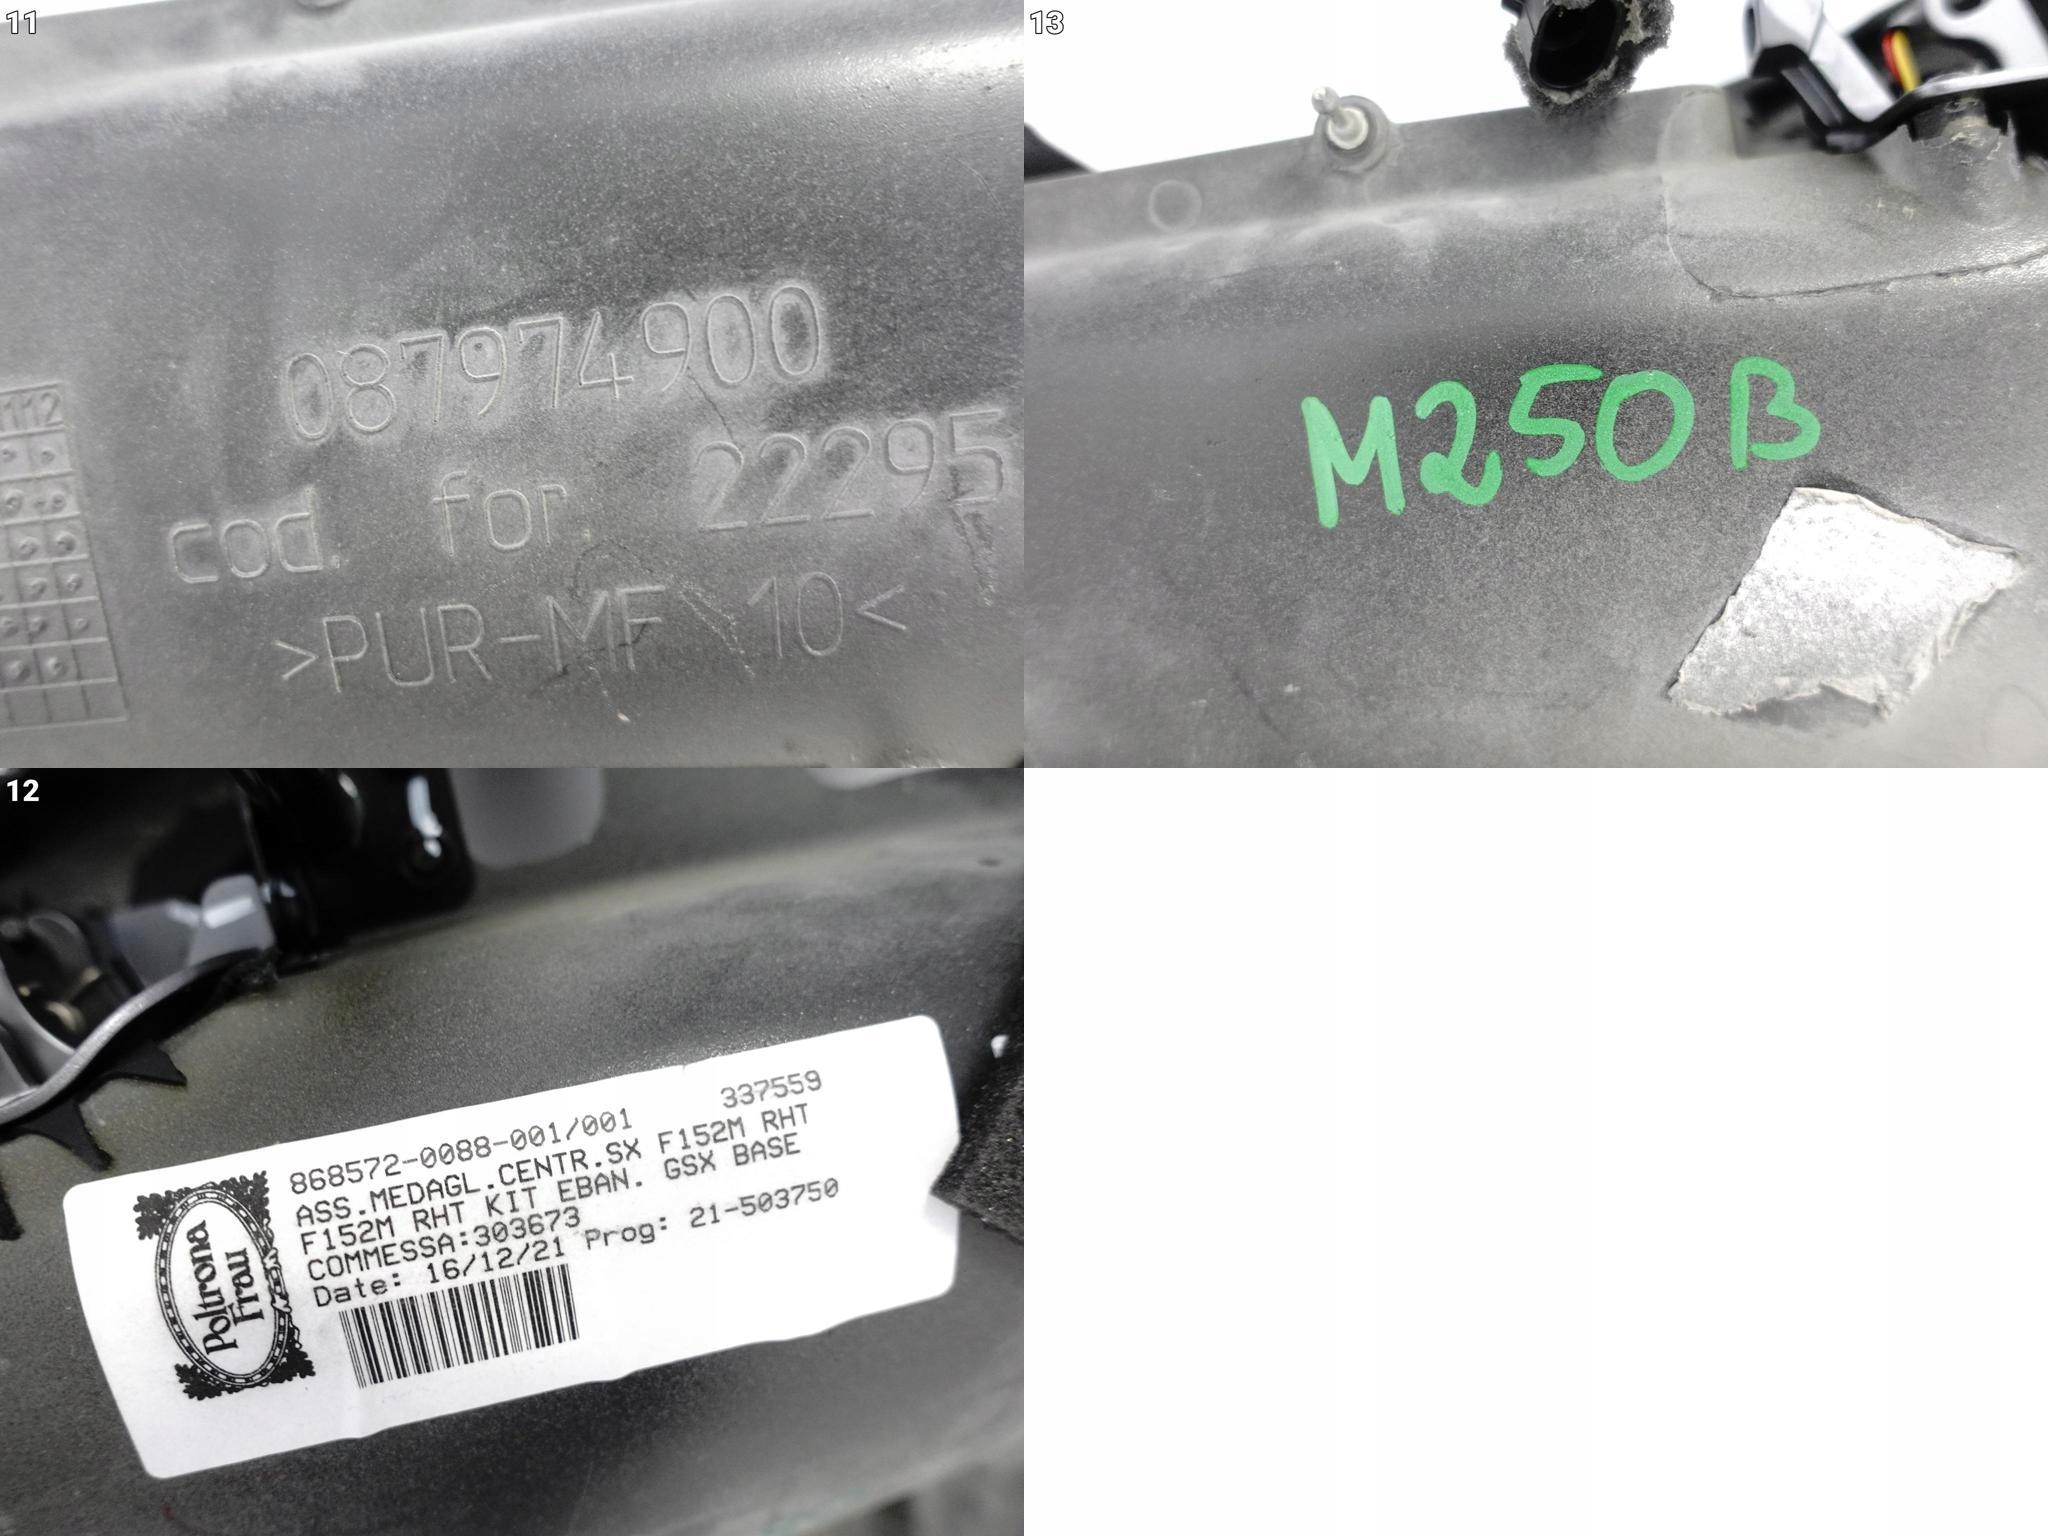 11
112
087974900
cod. for. 22295
>PUR-MF 10<
13
M250B
12
868572-0088-001/001 337559
ASS.MEDAGL.CENTR.SX F152M RHT
F152M RHT KIT EBAN. GSX BASE
COMMESSA:303673
Date: 16/12/21 Prog: 21-503750
Poltrona
Frau